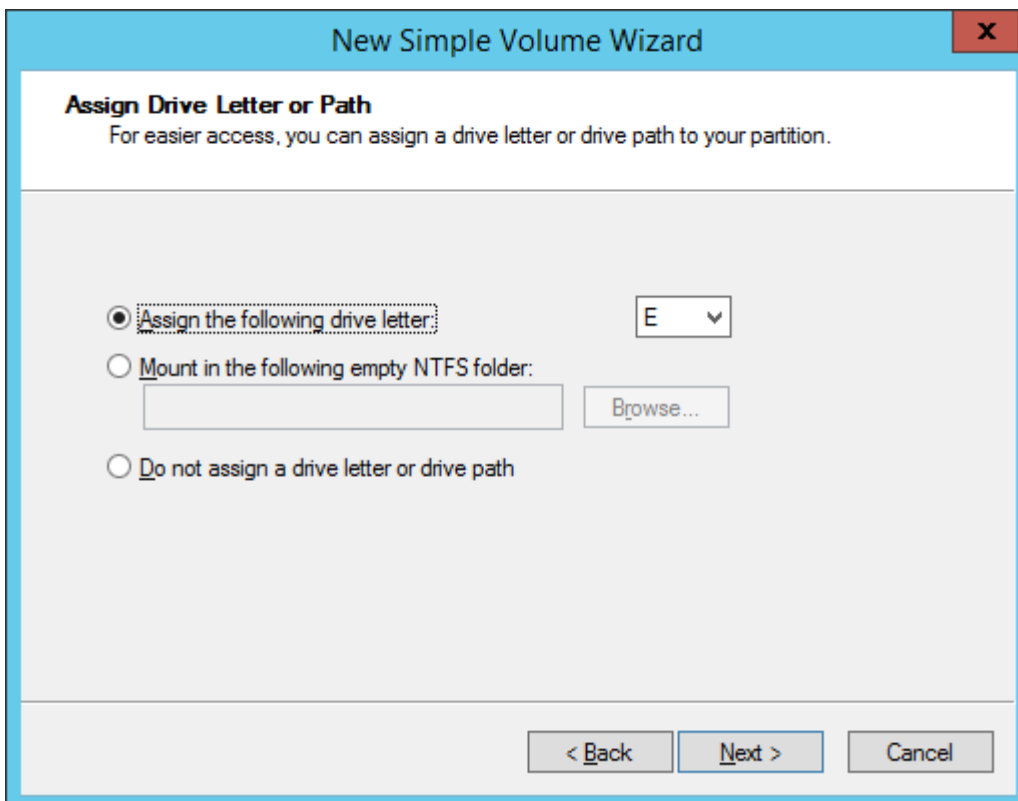 New Simple Volume Wizard
x
Assign Drive Letter or Path
For easier access, you can assign a drive letter or drive path to your partition.
Assign the following drive letter: E
Mount in the following empty NTFS folder:
Browse...
Do not assign a drive letter or drive path
< Back Next > Cancel